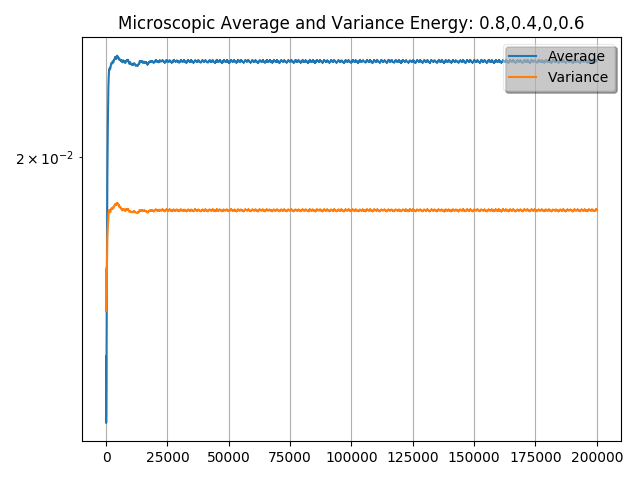 Microscopic Average and Variance Energy: 0.8,0.4,0,0.6
Average
Variance
2 × 10⁻²
0 25000 50000 75000 100000 125000 150000 175000 200000